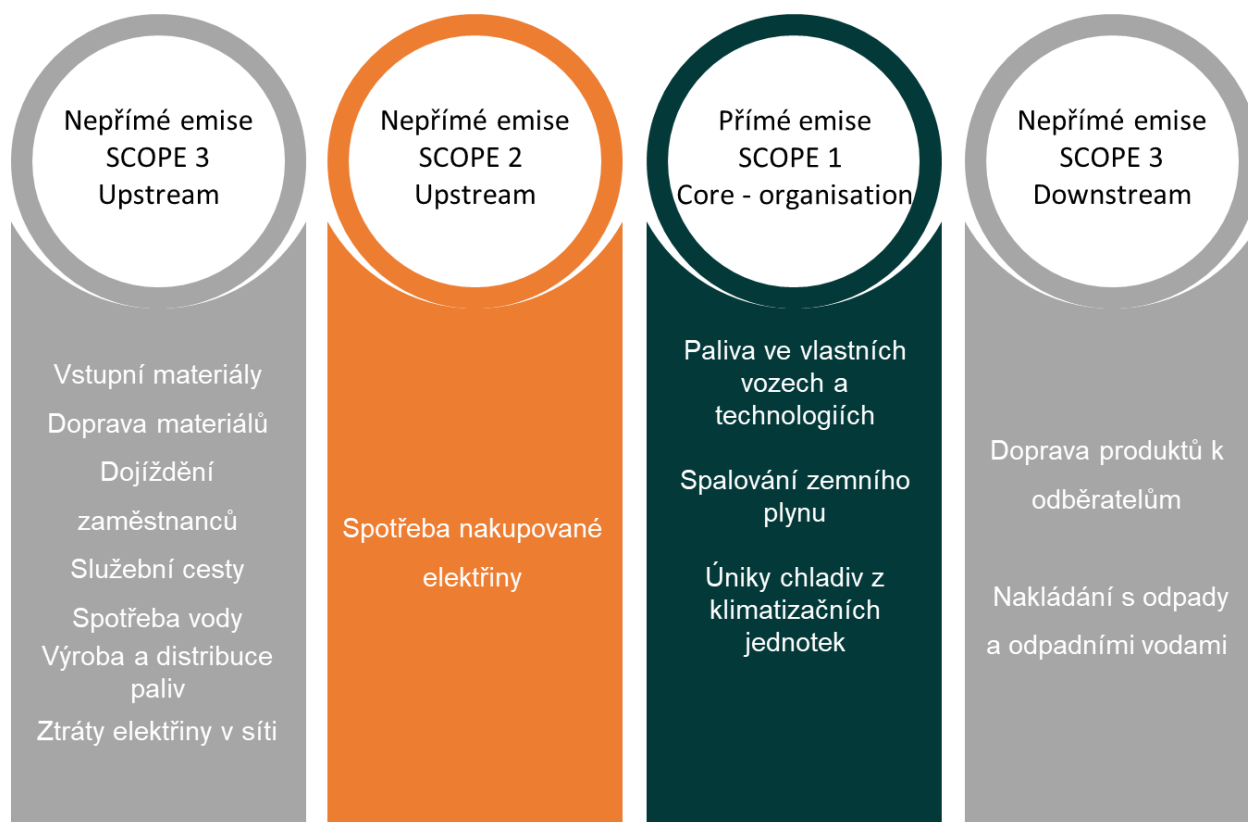 Nepřímé emise
SCOPE 3
Upstream
Vstupní materiály
Doprava materiálů
Dojíždění
zaměstnanců
Služební cesty
Spotřeba vody
Výroba a distribuce
paliv
Ztráty elektřiny v síti
Nepřímé emise
SCOPE 2
Upstream
Spotřeba nakupované
elektřiny
Přímé emise
SCOPE 1
Core - organisation
Paliva ve vlastních
vozech a
technologiích
Spalování zemního
plynu
Úniky chladiv z
klimatizačních
jednotek
Nepřímé emise
SCOPE 3
Downstream
Doprava produktů k
odběratelům
Nakládání s odpady
a odpadními vodami